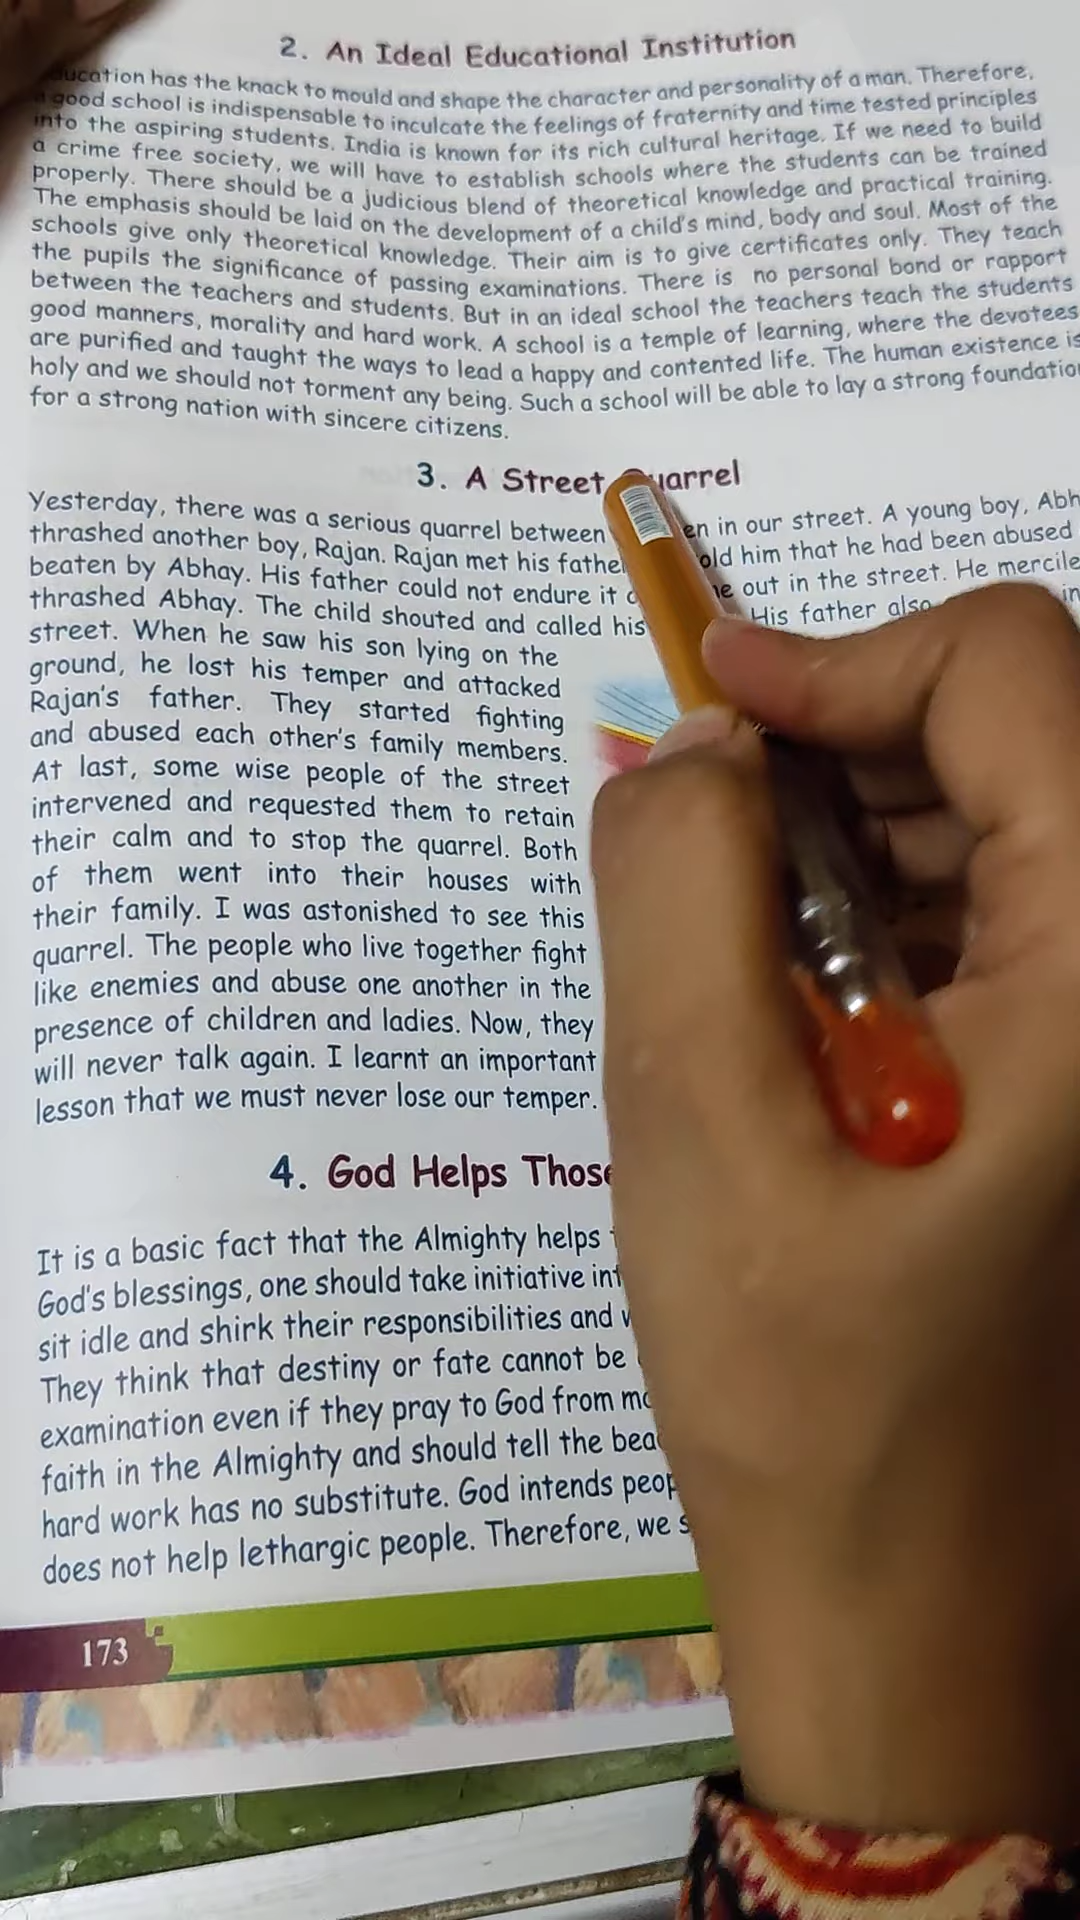 2. An Ideal Educational Institution
has the knack to mould and shape the character and personality of a man. Therefore,
good school is indispensable to inculcate the feelings of fraternity and time tested principles
into the aspiring students. India is known for its rich cultural heritage. If we need to build
a crime free society, we will have to establish schools where the students can be trained
properly. There should be a judicious blend of theoretical knowledge and practical training.
The emphasis should be laid on the development of a child's mind, body and soul. Most of the
schools give only theoretical knowledge. Their aim is to give certificates only. They teach
the pupils the significance of passing examinations. There is no personal bond or rapport
between the teachers and students. But in an ideal school the teachers teach the students
good manners, morality and hard work. A school is a temple of learning, where the devotees
are purified and taught the ways to lead a happy and contented life. The human existence is
holy and we should not torment any being. Such a school will be able to lay a strong foundation
for a strong nation with sincere citizens.
3. A Street
Yesterday, there was a serious quarrel between in our street. A young boy,
thrashed another boy, Rajan. Rajan met his him that he had been abused
beaten by Abhay. His father could not endure it out in the street. He
thrashed Abhay. The child shouted and called his His father also
street. When he saw his son lying on the
ground, he lost his temper and attacked
Rajan's father. They started fighting
and abused each other's family members.
At last, some wise people of the street
intervened and requested them to retain
their calm and to stop the quarrel. Both
of them went into their houses with
their family. I was astonished to see this
quarrel. The people who live together fight
like enemies and abuse one another in the
presence of children and ladies. Now, they
will never talk again. I learnt an important
lesson that we must never lose our temper.
4. God Helps Those
It is a basic fact that the Almighty helps
God's blessings, one should take initiative
sit idle and shirk their responsibilities and
They think that destiny or fate cannot be
examination even if they pray to God from
faith in the Almighty and should tell the
hard work has no substitute. God intends
does not help lethargic people. Therefore, we
173